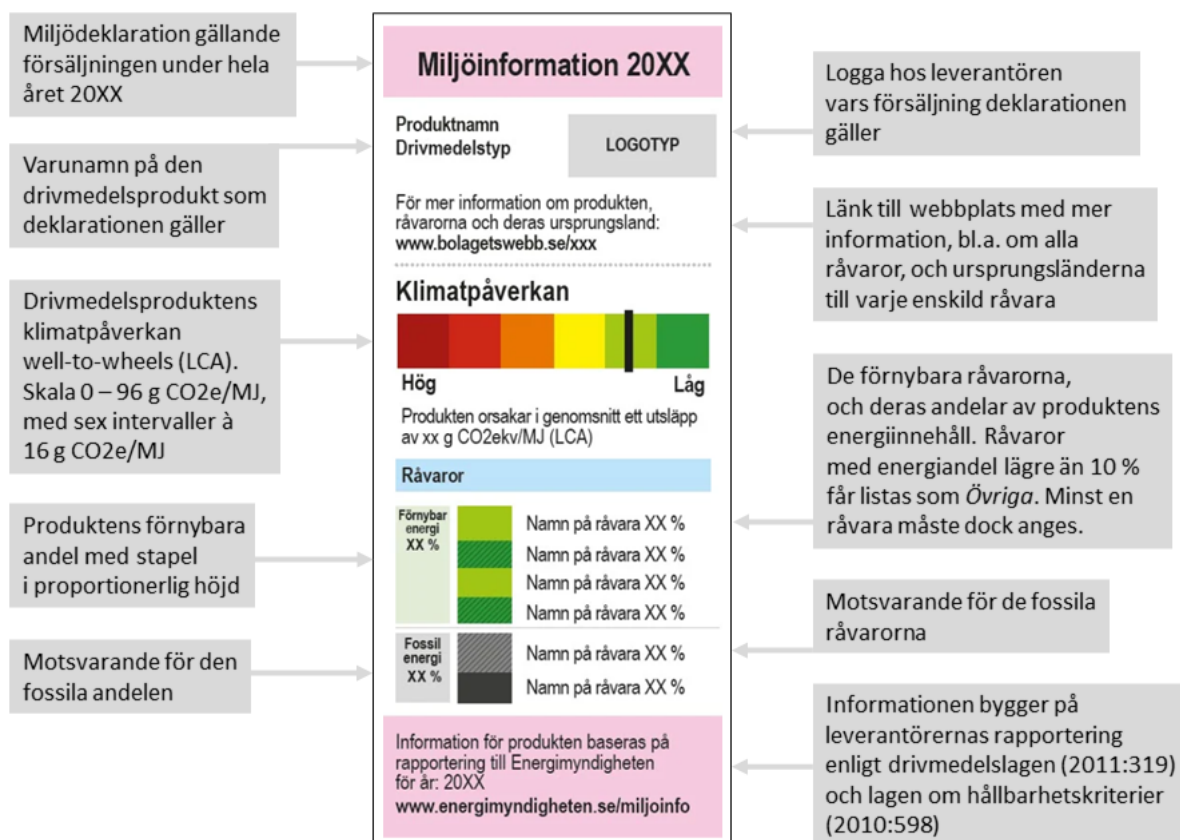 Miljödeklaration gällande
försäljningen under hela
året 20XX
Varunamn på den
drivmedelsprodukt som
deklarationen gäller
Drivmedelsproduktens
klimatpåverkan
well-to-wheels (LCA).
Skala 0 – 96 g CO2e/MJ,
med sex intervaller à
16 g CO2e/MJ
Produktens förnybara
andel med stapel
i proportionerlig höjd
Motsvarande för den
fossila andelen
Miljöinformation 20XX
Produktnamn
Drivmedelstyp
LOGOTYP
För mer information om produkten,
råvarorna och deras ursprungsland:
www.bolagetswebb.se/xxx
Klimatpåverkan
Hög
Låg
Produkten orsakar i genomsnitt ett utsläpp
av xx g CO2ekv/MJ (LCA)
Råvaror
Förnybar
energi
XX %
Namn på råvara XX %
Namn på råvara XX %
Namn på råvara XX %
Namn på råvara XX %
Fossil
energi
XX %
Namn på råvara XX %
Namn på råvara XX %
Information för produkten baseras på
rapportering till Energimyndigheten
för år: 20XX
www.energimyndigheten.se/miljoinfo
Logga hos leverantören
vars försäljning deklarationen
gäller
Länk till webbplats med mer
information, bl.a. om alla
råvaror, och ursprungsländerna
till varje enskild råvara
De förnybara råvarorna,
och deras andelar av produktens
energiinnehåll. Råvaror
med energiandel lägre än 10 %
får listas som Övriga. Minst en
råvara måste dock anges.
Motsvarande för de fossila
råvarorna
Informationen bygger på
leverantörernas rapportering
enligt drivmedelslagen (2011:319)
och lagen om hållbarhetskriterier
(2010:598)